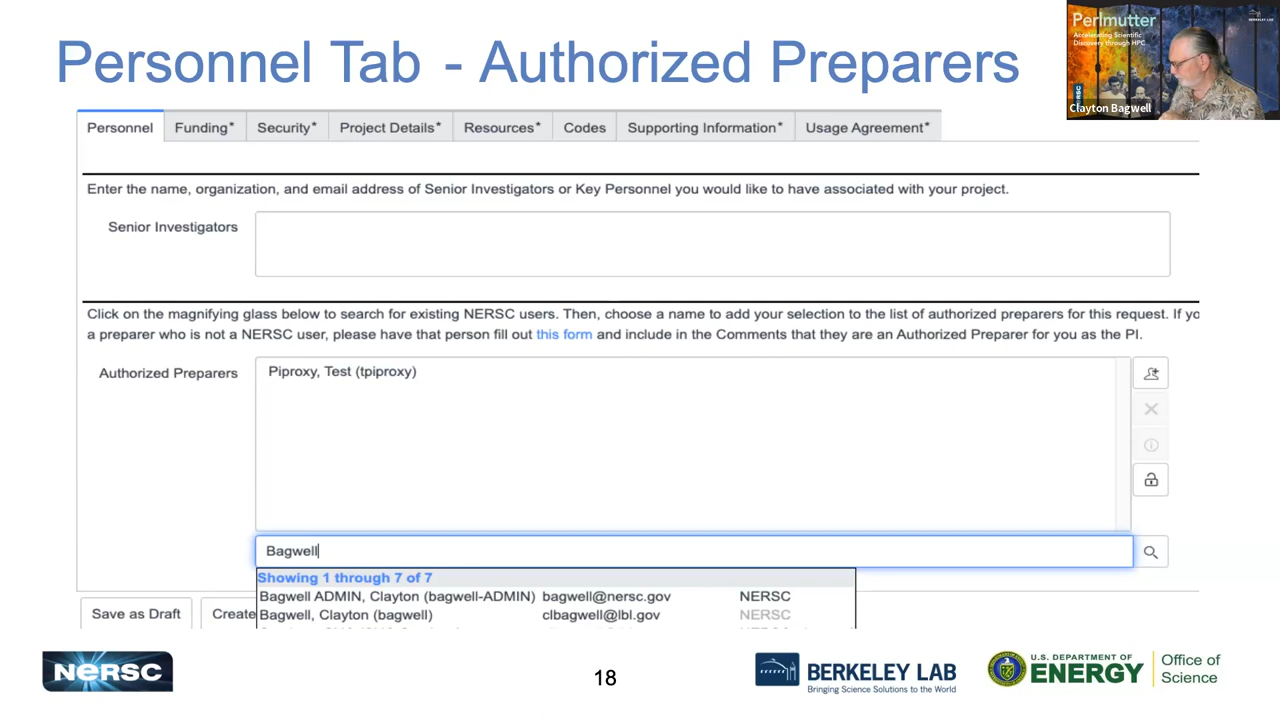 Personnel Tab - Authorized Preparers
Perlmutter
Accelerating Scientific
Discovery through HPC
BERKELEY LAB
NERSC
Clayton Bagwell
Personnel Funding* Security* Project Details* Resources* Codes Supporting Information* Usage Agreement*
Enter the name, organization, and email address of Senior Investigators or Key Personnel you would like to have associated with your project.
Senior Investigators
Click on the magnifying glass below to search for existing NERSC users. Then, choose a name to add your selection to the list of authorized preparers for this request. If yo
a preparer who is not a NERSC user, please have that person fill out this form and include in the Comments that they are an Authorized Preparer for you as the PI.
Authorized Preparers
Piproxy, Test (tpiproxy)
Bagwell
Showing 1 through 7 of 7
Bagwell ADMIN, Clayton (bagwell-ADMIN) bagwell@nersc.gov NERSC
Bagwell, Clayton (bagwell) clbagwell@lbl.gov NERSC
Save as Draft Create
NERSC
18
BERKELEY LAB
Bringing Science Solutions to the World
U.S. DEPARTMENT OF
ENERGY
Office of
Science